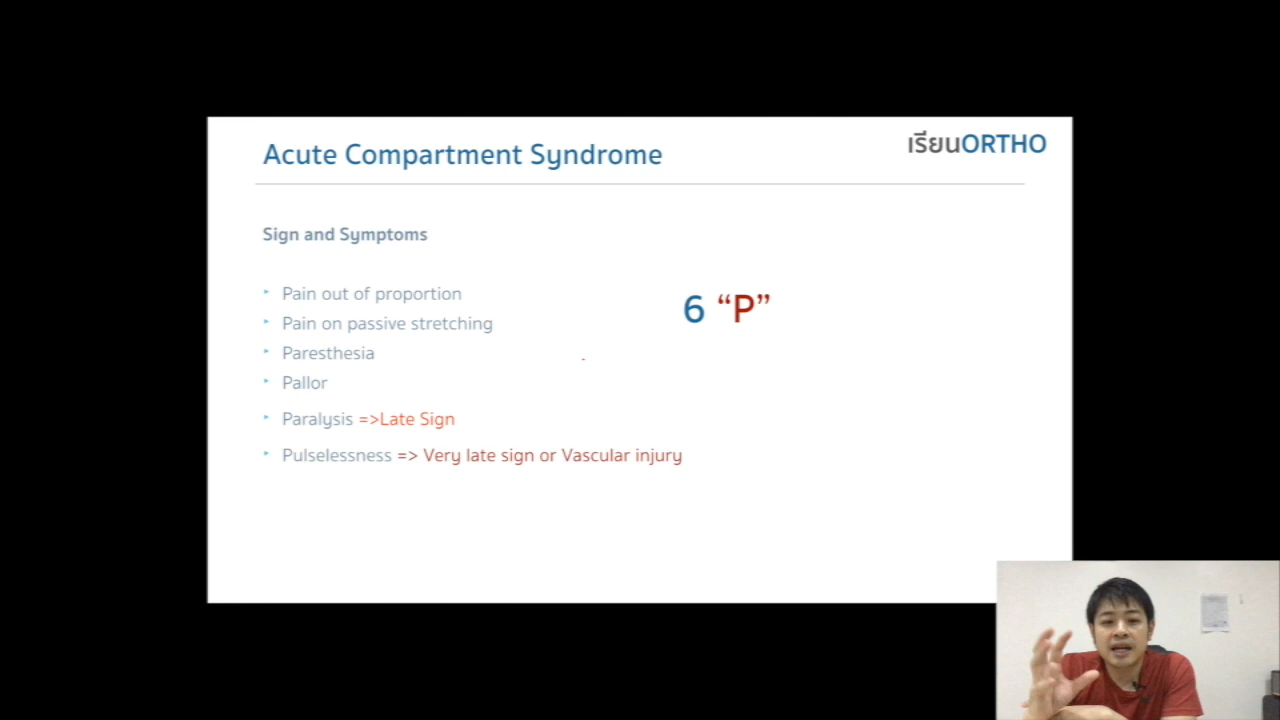 Acute Compartment Syndrome
เรียนORTHO
Sign and Symptoms
Pain out of proportion
Pain on passive stretching
Paresthesia
Pallor
Paralysis =>Late Sign
Pulselessness => Very late sign or Vascular injury
6 “P”